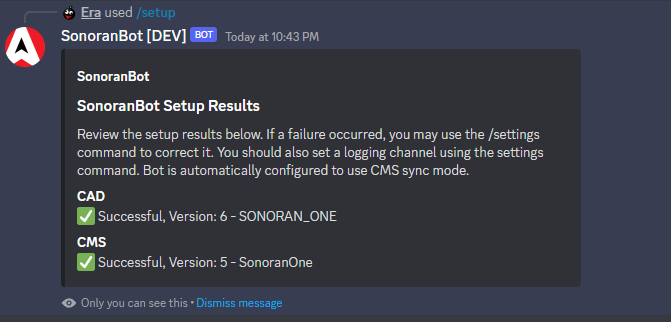 Era used /setup
SonoranBot [DEV] BOT Today at 10:43 PM
SonoranBot
SonoranBot Setup Results
Review the setup results below. If a failure occurred, you may use the /settings
command to correct it. You should also set a logging channel using the settings
command. Bot is automatically configured to use CMS sync mode.
CAD
✅ Successful, Version: 6 - SONORAN_ONE
CMS
✅ Successful, Version: 5 - SonoranOne
Only you can see this • Dismiss message